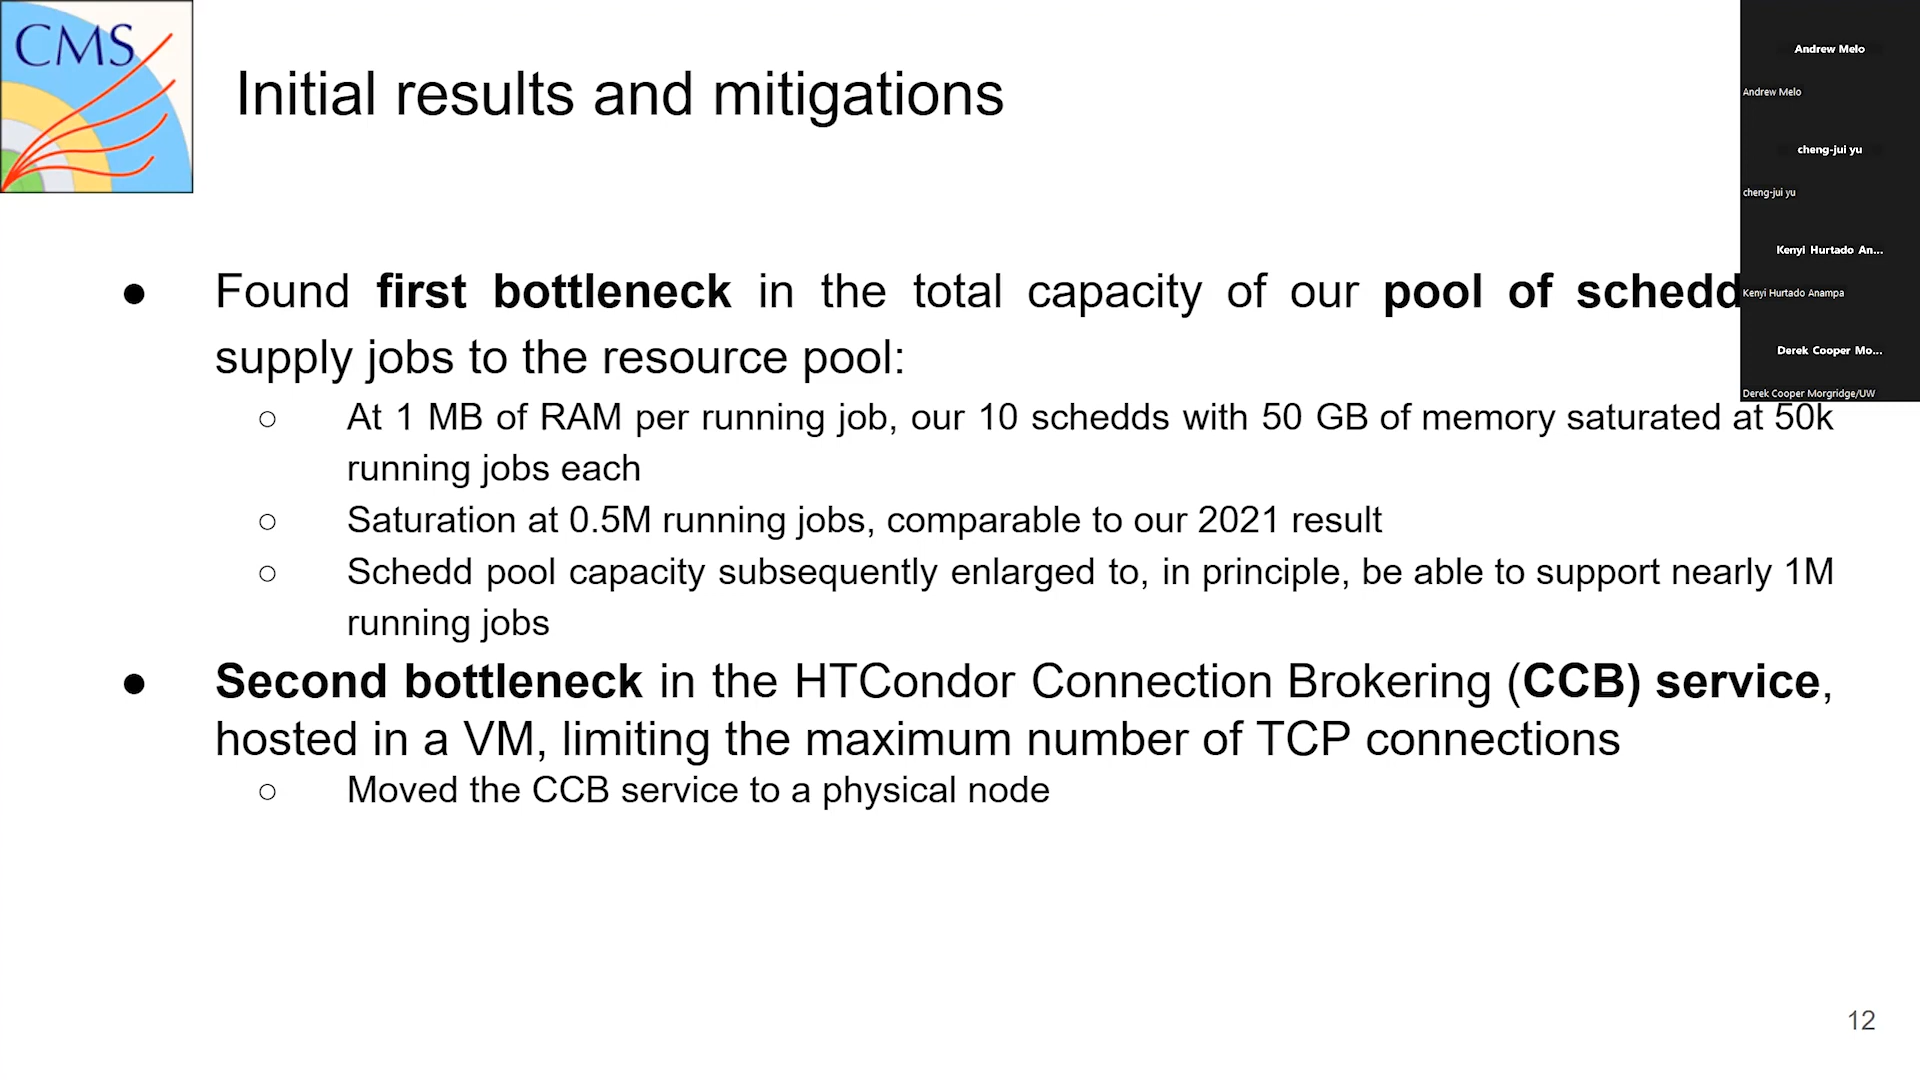 CMS
Initial results and mitigations
● Found first bottleneck in the total capacity of our pool of schedd
supply jobs to the resource pool:
○ At 1 MB of RAM per running job, our 10 schedds with 50 GB of memory saturated at 50k
running jobs each
○ Saturation at 0.5M running jobs, comparable to our 2021 result
○ Schedd pool capacity subsequently enlarged to, in principle, be able to support nearly 1M
running jobs
● Second bottleneck in the HTCondor Connection Brokering (CCB) service,
hosted in a VM, limiting the maximum number of TCP connections
○ Moved the CCB service to a physical node
12
Andrew Melo
Andrew Melo
cheng-jui yu
cheng-jui yu
Kenyi Hurtado An...
Kenyi Hurtado Anampa
Derek Cooper Mo...
Derek Cooper Morgridge/UW